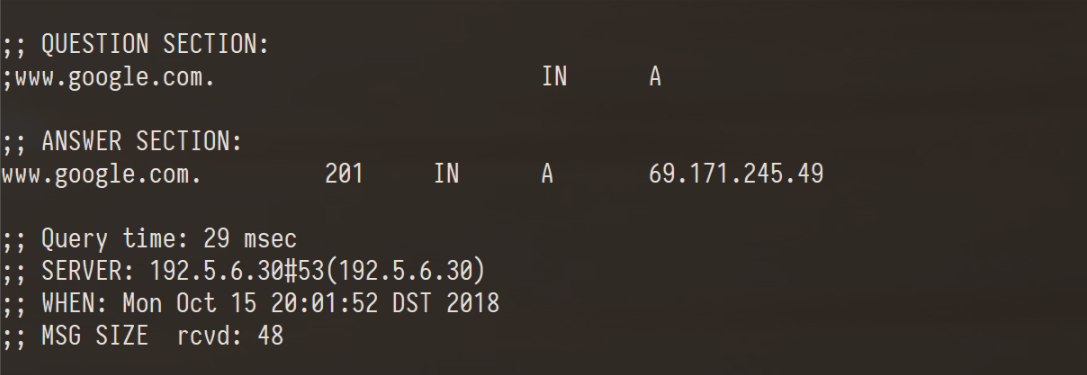 ;; QUESTION SECTION:
;www.google.com. IN A
;; ANSWER SECTION:
www.google.com. 201 IN A 69.171.245.49
;; Query time: 29 msec
;; SERVER: 192.5.6.30#53(192.5.6.30)
;; WHEN: Mon Oct 15 20:01:52 DST 2018
;; MSG SIZE rcvd: 48